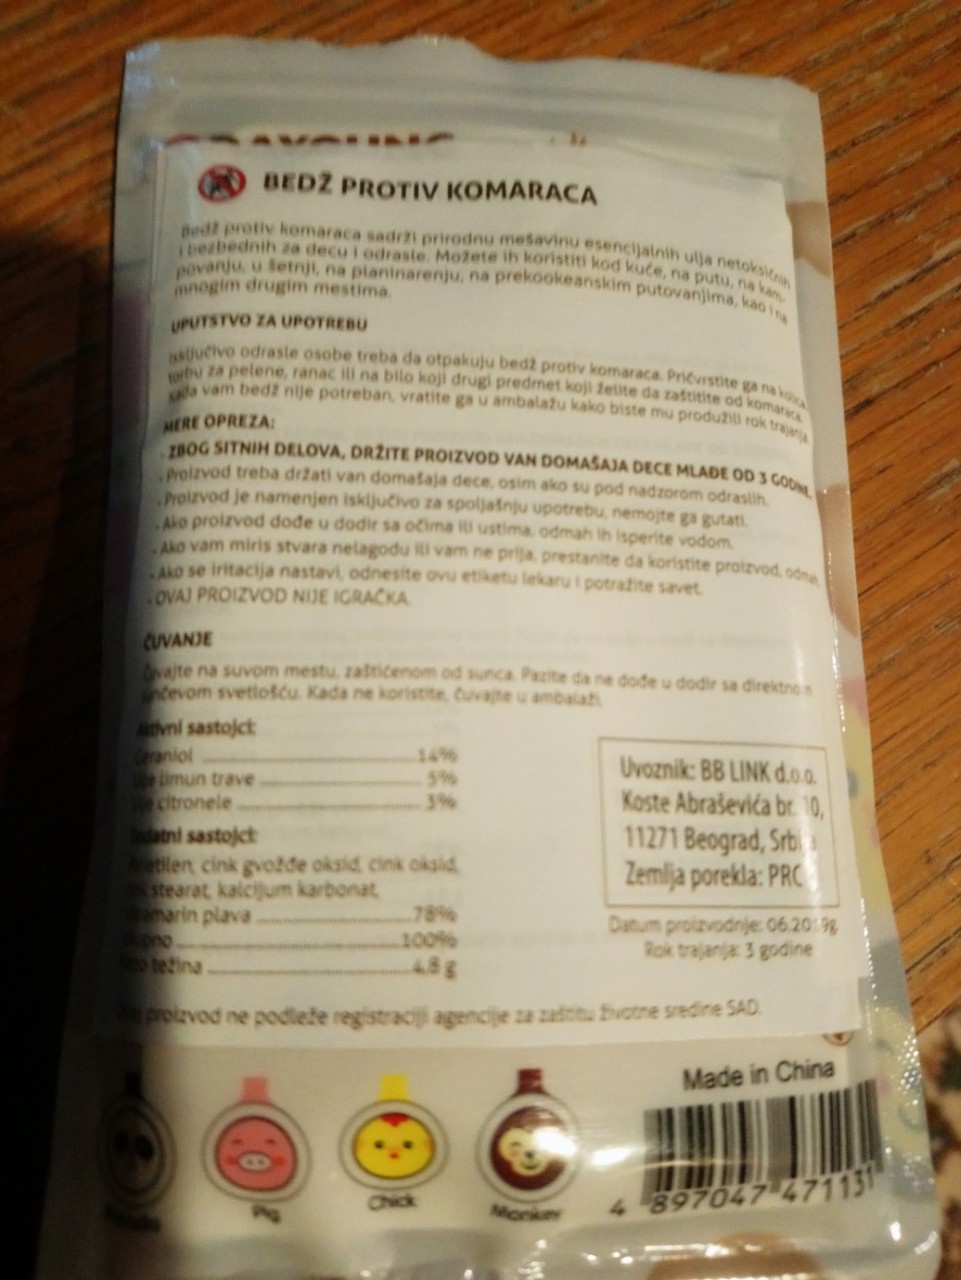 BEDŽ PROTIV KOMARACA
Bedž protiv komaraca sadrži prirodnu mešavinu esencijalnih ulja netoksičnih
i bezbednih za decu i odrasle. Možete ih koristiti kod kuće, na putu, na kam-
povanju, u šetnji, na planinarenju, na prekookeanskim putovanjima, kao i na
mnogim drugim mestima.
UPUTSTVO ZA UPOTREBU
Isključivo odrasle osobe treba da otpakuju bedž protiv komaraca. Pričvrstite ga na kolica,
torbu za pelene, ranac ili na bilo koji drugi predmet koji želite da zaštitite od komaraca.
Kada vam bedž nije potreban, vratite ga u ambalažu kako biste mu produžili rok trajanja.
MERE OPREZA:
. ZBOG SITNIH DELOVA, DRŽITE PROIZVOD VAN DOMAŠAJA DECE MLAĐE OD 3 GODINE.
. Proizvod treba držati van domašaja dece, osim ako su pod nadzorom odraslih.
. Proizvod je namenjen isključivo za spoljašnju upotrebu, nemojte ga gutati.
. Ako proizvod dođe u dodir sa očima ili ustima, odmah ih isperite vodom.
. Ako vam miris stvara nelagodu ili vam ne prija, prestanite da koristite proizvod, odmah.
. Ako se iritacija nastavi, odnesite ovu etiketu lekaru i potražite savet.
. OVAJ PROIZVOD NIJE IGRAČKA.
ČUVANJE
Čuvajte na suvom mestu, zaštićenom od sunca. Pazite da ne dođe u dodir sa direktnom
sunčevom svetlošću. Kada ne koristite, čuvajte u ambalaži.
Aktivni sastojci:
Geraniol 14%
Ulje limun trave 5%
Ulje citronele 3%
Dodatni sastojci:
cink gvožđe oksid, cink oksid,
stearat, kalcijum karbonat,
plava 78%
100%
težina 4,8 g
Uvoznik: BB LINK d.o.o.
Koste Abraševića br. 10,
11271 Beograd, Srbija
Zemlja porekla: PRC
Datum proizvodnje: 06.2019g.
Rok trajanja: 3 godine
proizvod ne podleže registraciji agencije za zaštitu životne sredine SAD.
Made in China
Pig
Chick
Monkey
4 897047 471131